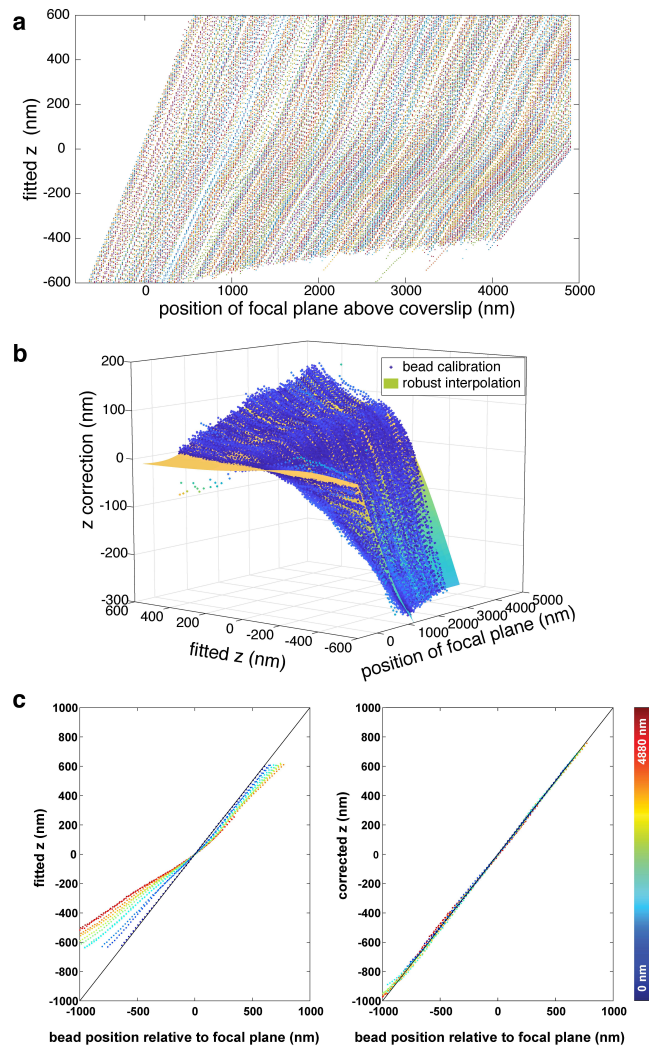 a
600
400
200
0
-200
-400
-600
fitted z (nm)
0 1000 2000 3000 4000 5000
position of focal plane above coverslip (nm)
b
200
100
0
-100
-200
-300
z correction (nm)
bead calibration
robust interpolation
600 400 200 0 -200 -400 -600
fitted z (nm)
0 1000 2000 3000 4000 5000
position of focal plane (nm)
c
1000
800
600
400
200
0
-200
-400
-600
-800
-1000
fitted z (nm)
-1000 -500 0 500 1000
bead position relative to focal plane (nm)
1000
800
600
400
200
0
-200
-400
-600
-800
-1000
corrected z (nm)
-1000 -500 0 500 1000
bead position relative to focal plane (nm)
4880 nm
0 nm